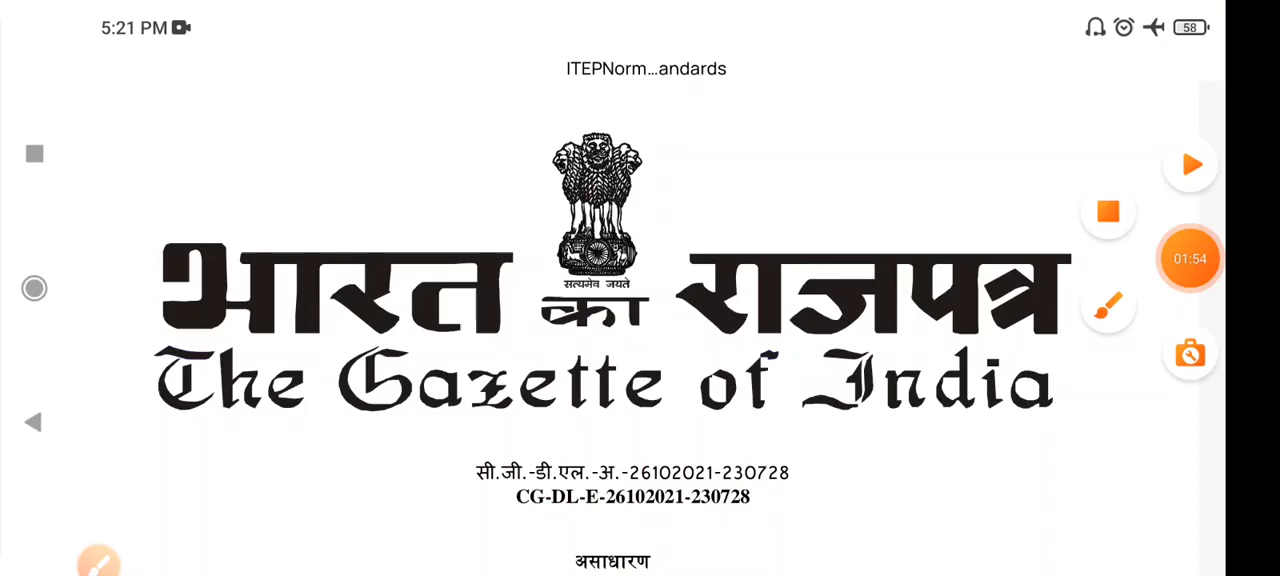 5:21 PM
58
ITEPNorm...andards
सत्यमेव जयते
भारत का राजपत्र
The Gazette of India
01:54
सी.जी.-डी.एल.-अ.-26102021-230728
CG-DL-E-26102021-230728
असाधारण